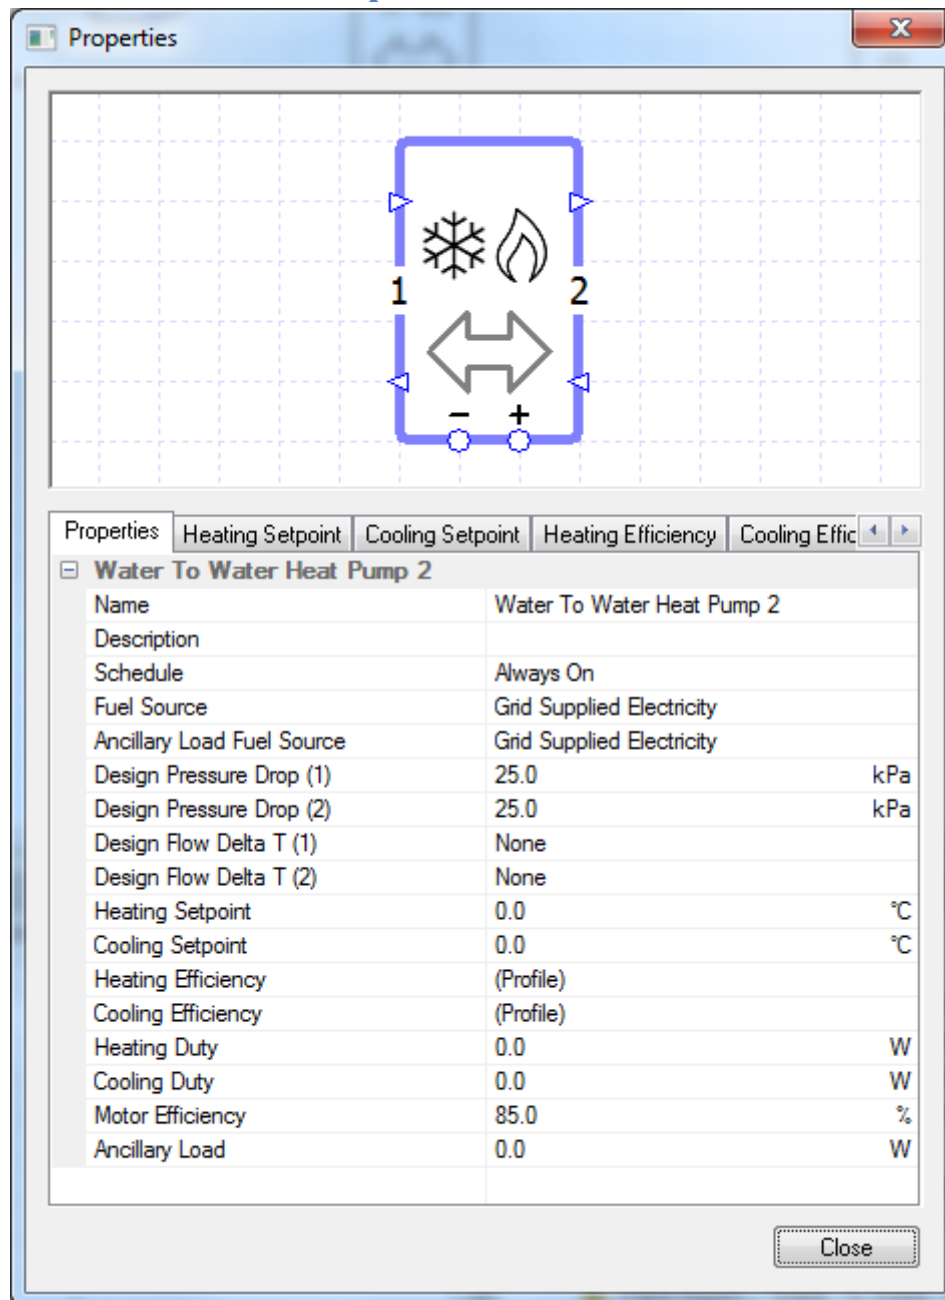 Properties
1 2
− +
Properties Heating Setpoint Cooling Setpoint Heating Efficiency Cooling Effic
Water To Water Heat Pump 2
Name Water To Water Heat Pump 2
Description
Schedule Always On
Fuel Source Grid Supplied Electricity
Ancillary Load Fuel Source Grid Supplied Electricity
Design Pressure Drop (1) 25.0 kPa
Design Pressure Drop (2) 25.0 kPa
Design Flow Delta T (1) None
Design Flow Delta T (2) None
Heating Setpoint 0.0 °C
Cooling Setpoint 0.0 °C
Heating Efficiency (Profile)
Cooling Efficiency (Profile)
Heating Duty 0.0 W
Cooling Duty 0.0 W
Motor Efficiency 85.0 %
Ancillary Load 0.0 W
Close